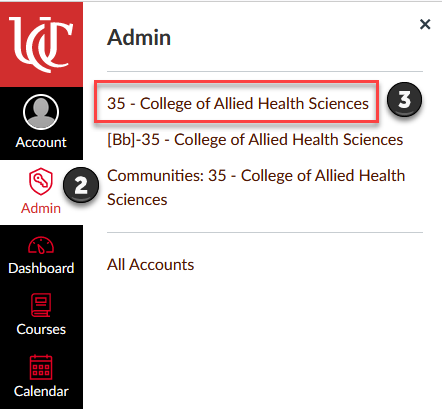 UC
Admin
×
Account
35 - College of Allied Health Sciences
3
[Bb]-35 - College of Allied Health Sciences
Admin
2
Communities: 35 - College of Allied Health
Sciences
Dashboard
All Accounts
Courses
Calendar